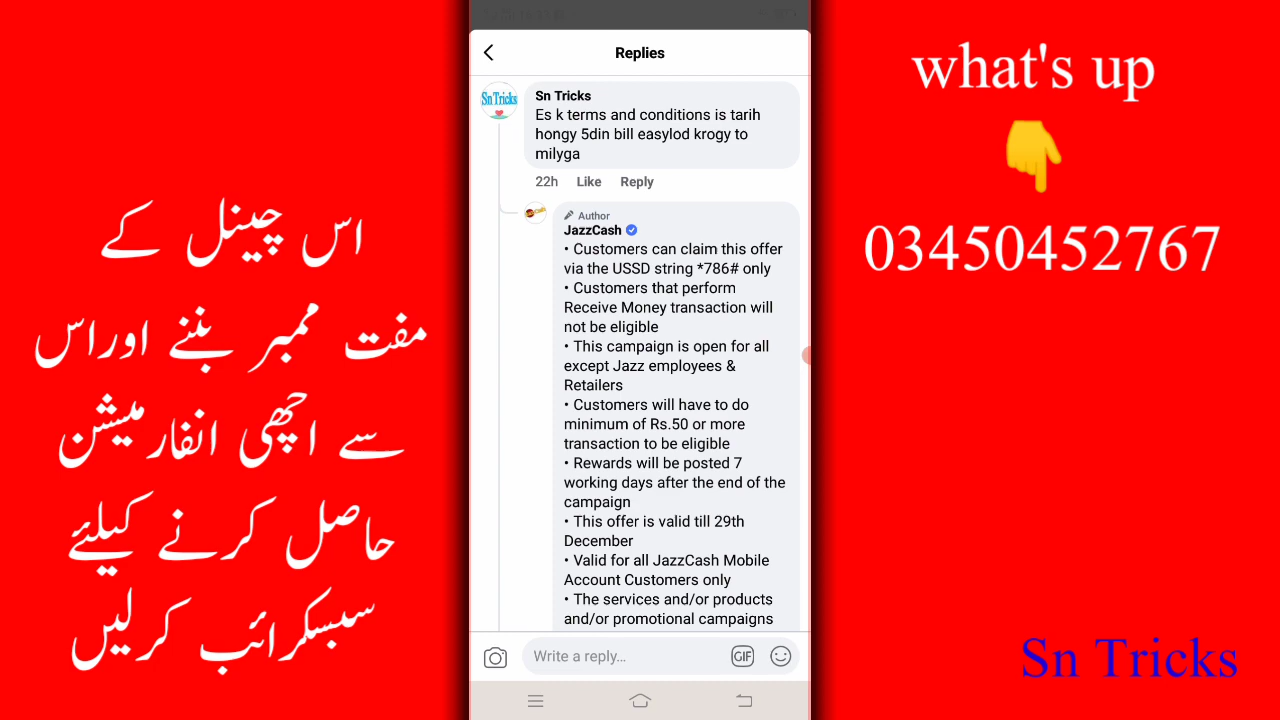 اس چینل کے
مفت ممبر بننے اوراس
سے اچھی انفارمیشن
حاصل کرنے کیلئے
سبسکرائب کرلیں
Replies
Sn Tricks
Sn Tricks
Es k terms and conditions is tarih
hongy 5din bill easylod krogy to
milyga
22h Like Reply
Author
JazzCash
• Customers can claim this offer
via the USSD string *786# only
• Customers that perform
Receive Money transaction will
not be eligible
• This campaign is open for all
except Jazz employees &
Retailers
• Customers will have to do
minimum of Rs.50 or more
transaction to be eligible
• Rewards will be posted 7
working days after the end of the
campaign
• This offer is valid till 29th
December
• Valid for all JazzCash Mobile
Account Customers only
• The services and/or products
and/or promotional campaigns
Write a reply...
GIF
what's up
03450452767
Sn Tricks